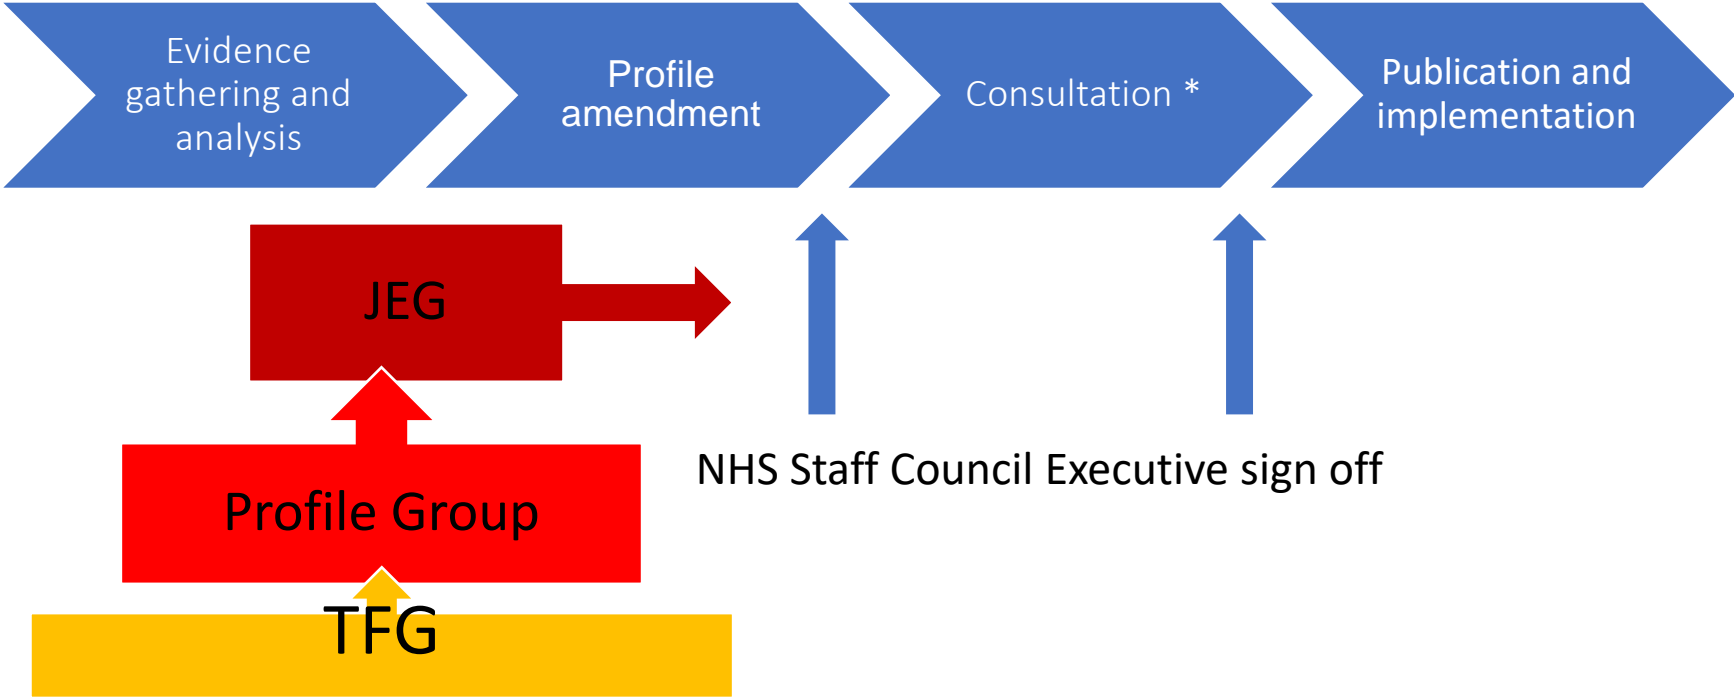 Evidence
gathering and
analysis
Profile
amendment
Consultation *
Publication and
implementation
JEG
Profile Group
TFG
NHS Staff Council Executive sign off